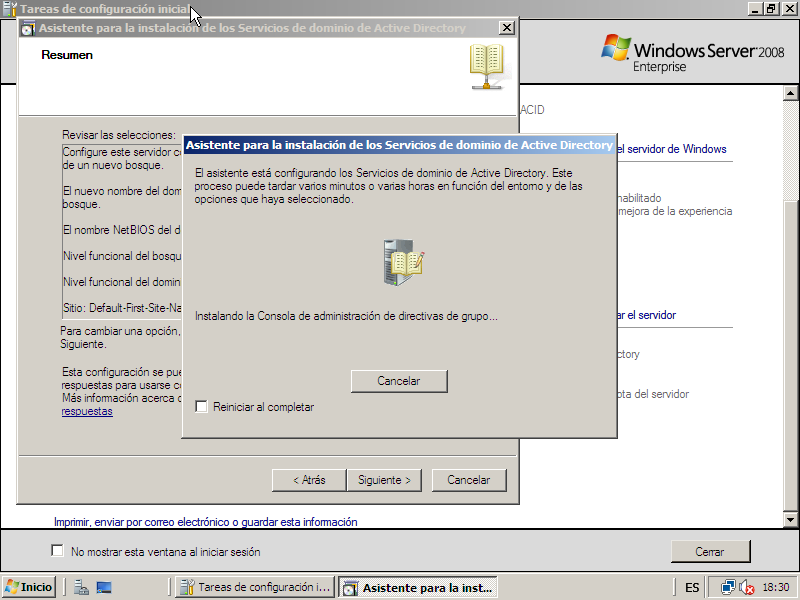 Tareas de configuración inicial
Asistente para la instalación de los Servicios de dominio de Active Directory
Resumen
Windows Server 2008
Enterprise
ACID
Revisar las selecciones:
Configure este servidor
de un nuevo bosque.
El nuevo nombre del dom
bosque.
El nombre NetBIOS del d
Nivel funcional del bosqu
Nivel funcional del domin
Sitio: Default-First-Site-Na
Para cambiar una opción,
Siguiente.
Esta configuración se pue
respuestas para usarse
Más información acerca
respuestas
Asistente para la instalación de los Servicios de dominio de Active Directory
El asistente está configurando los Servicios de dominio de Active Directory. Este
proceso puede tardar varios minutos o varias horas en función del entorno y de las
opciones que haya seleccionado.
Instalando la Consola de administración de directivas de grupo...
Cancelar
Reiniciar al completar
el servidor de Windows
habilitado
mejora de la experiencia
ar el servidor
ctory
ota del servidor
< Atrás
Siguiente >
Cancelar
Imprimir, enviar por correo electrónico o guardar esta información
No mostrar esta ventana al iniciar sesión
Cerrar
Inicio
Tareas de configuración i...
Asistente para la inst...
ES
18:30